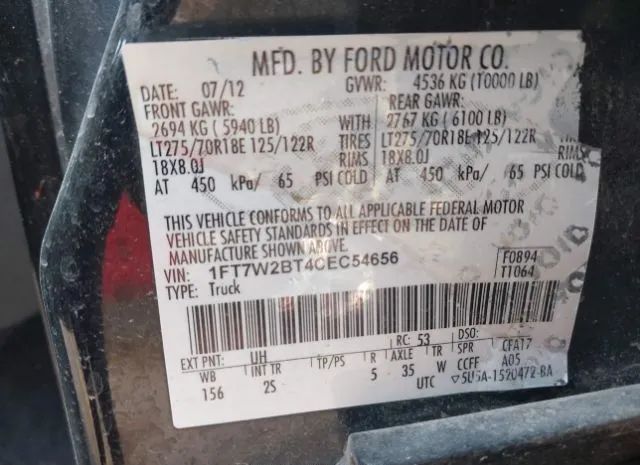 MFD. BY FORD MOTOR CO.
DATE: 07/12 GVWR: 4536 KG (T0000 LB)
FRONT GAWR: REAR GAWR:
2694 KG ( 5940 LB) WITH 2767 KG ( 6100 LB) WITH
LT275/70R18E 125/122R TIRES LT275/70R18E 125/122R TIRES
18X8.0J RIMS 18X8.0J RIMS
AT 450 kPa/ 65 PSI COLD AT 450 kPa/ 65 PSI COLD
THIS VEHICLE CONFORMS TO ALL APPLICABLE FEDERAL MOTOR
VEHICLE SAFETY STANDARDS IN EFFECT ON THE DATE OF
MANUFACTURE SHOWN ABOVE.
VIN: 1FT7W2BT4CEC54656 F0894
TYPE: Truck T1064
RC: 53 DSO:
EXT PNT: UH
WB INT TR TP/PS R AXLE TR SPR CFAT7
156 2S 5 35 W CCFF A05
UTC 5U5A-1520472-BA